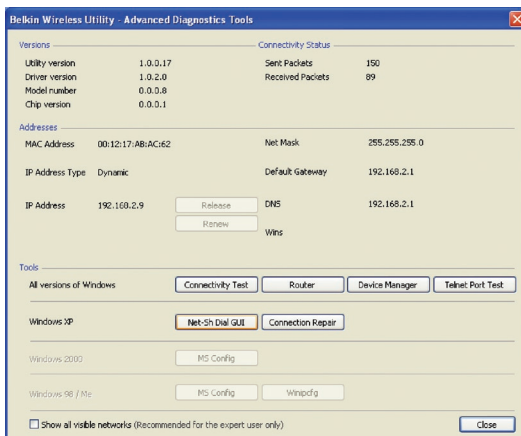 Belkin Wireless Utility - Advanced Diagnostics Tools
Versions
Utility version 1.0.0.17
Driver version 1.0.2.0
Model number 0.0.0.8
Chip version 0.0.0.1
Connectivity Status
Sent Packets 150
Received Packets 89
Addresses
MAC Address 00:12:17:AB:AC:62
Net Mask 255.255.255.0
IP Address Type Dynamic
Default Gateway 192.168.2.1
IP Address 192.168.2.9 Release
DNS 192.168.2.1
Renew
Wins
Tools
All versions of Windows Connectivity Test Router Device Manager Telnet Port Test
Windows XP Net-Sh Dial GUI Connection Repair
Windows 2000 MS Config
Windows 98 / Me MS Config Winipcfg
Show all visible networks (Recommended for the expert user only) Close